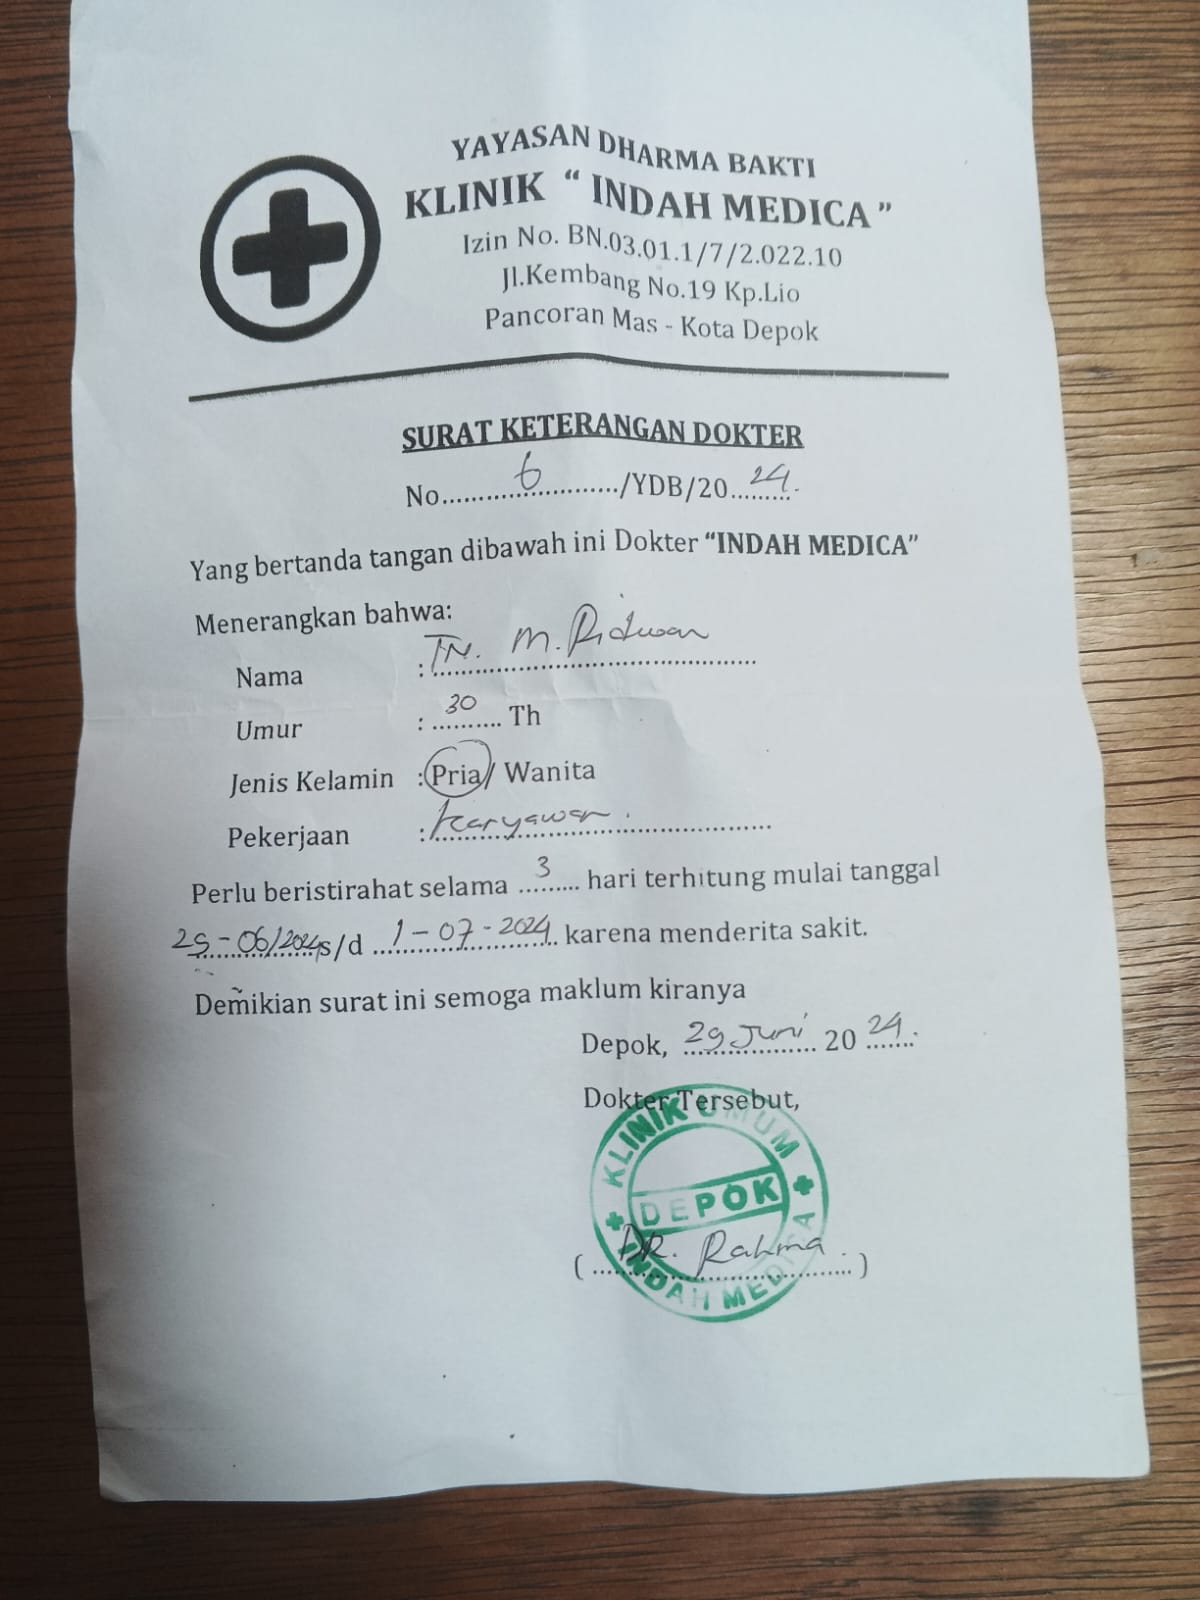 YAYASAN DHARMA BAKTI
KLINIK “ INDAH MEDICA ”
Izin No. BN.03.01.1/7/2.022.10
Jl.Kembang No.19 Kp.Lio
Pancoran Mas - Kota Depok
SURAT KETERANGAN DOKTER
No.......6......./YDB/20..24..
Yang bertanda tangan dibawah ini Dokter “INDAH MEDICA”
Menerangkan bahwa:
Nama : TN. M. Ridwan
Umur : 30 Th
Jenis Kelamin : Pria/ Wanita
Pekerjaan : Karyawan.
Perlu beristirahat selama 3 hari terhitung mulai tanggal
29-06/2024 s/d 1-07-2024 karena menderita sakit.
Demikian surat ini semoga maklum kiranya
Depok, 29 Juni 2024.
Dokter Tersebut,
KLINIK UMUM
DEPOK
INDAH MEDICA
( DR. Rahma. )